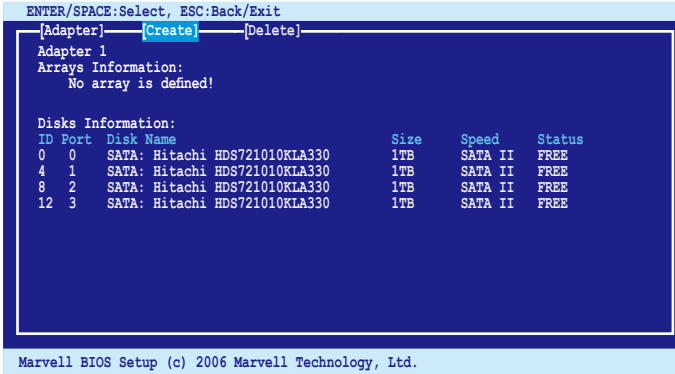 ENTER/SPACE:Select, ESC:Back/Exit
[Adapter] [Create] [Delete]
Adapter 1
Arrays Information:
No array is defined!
Disks Information:
ID Port Disk Name Size Speed Status
0 0 SATA: Hitachi HDS721010KLA330 1TB SATA II FREE
4 1 SATA: Hitachi HDS721010KLA330 1TB SATA II FREE
8 2 SATA: Hitachi HDS721010KLA330 1TB SATA II FREE
12 3 SATA: Hitachi HDS721010KLA330 1TB SATA II FREE
Marvell BIOS Setup (c) 2006 Marvell Technology, Ltd.